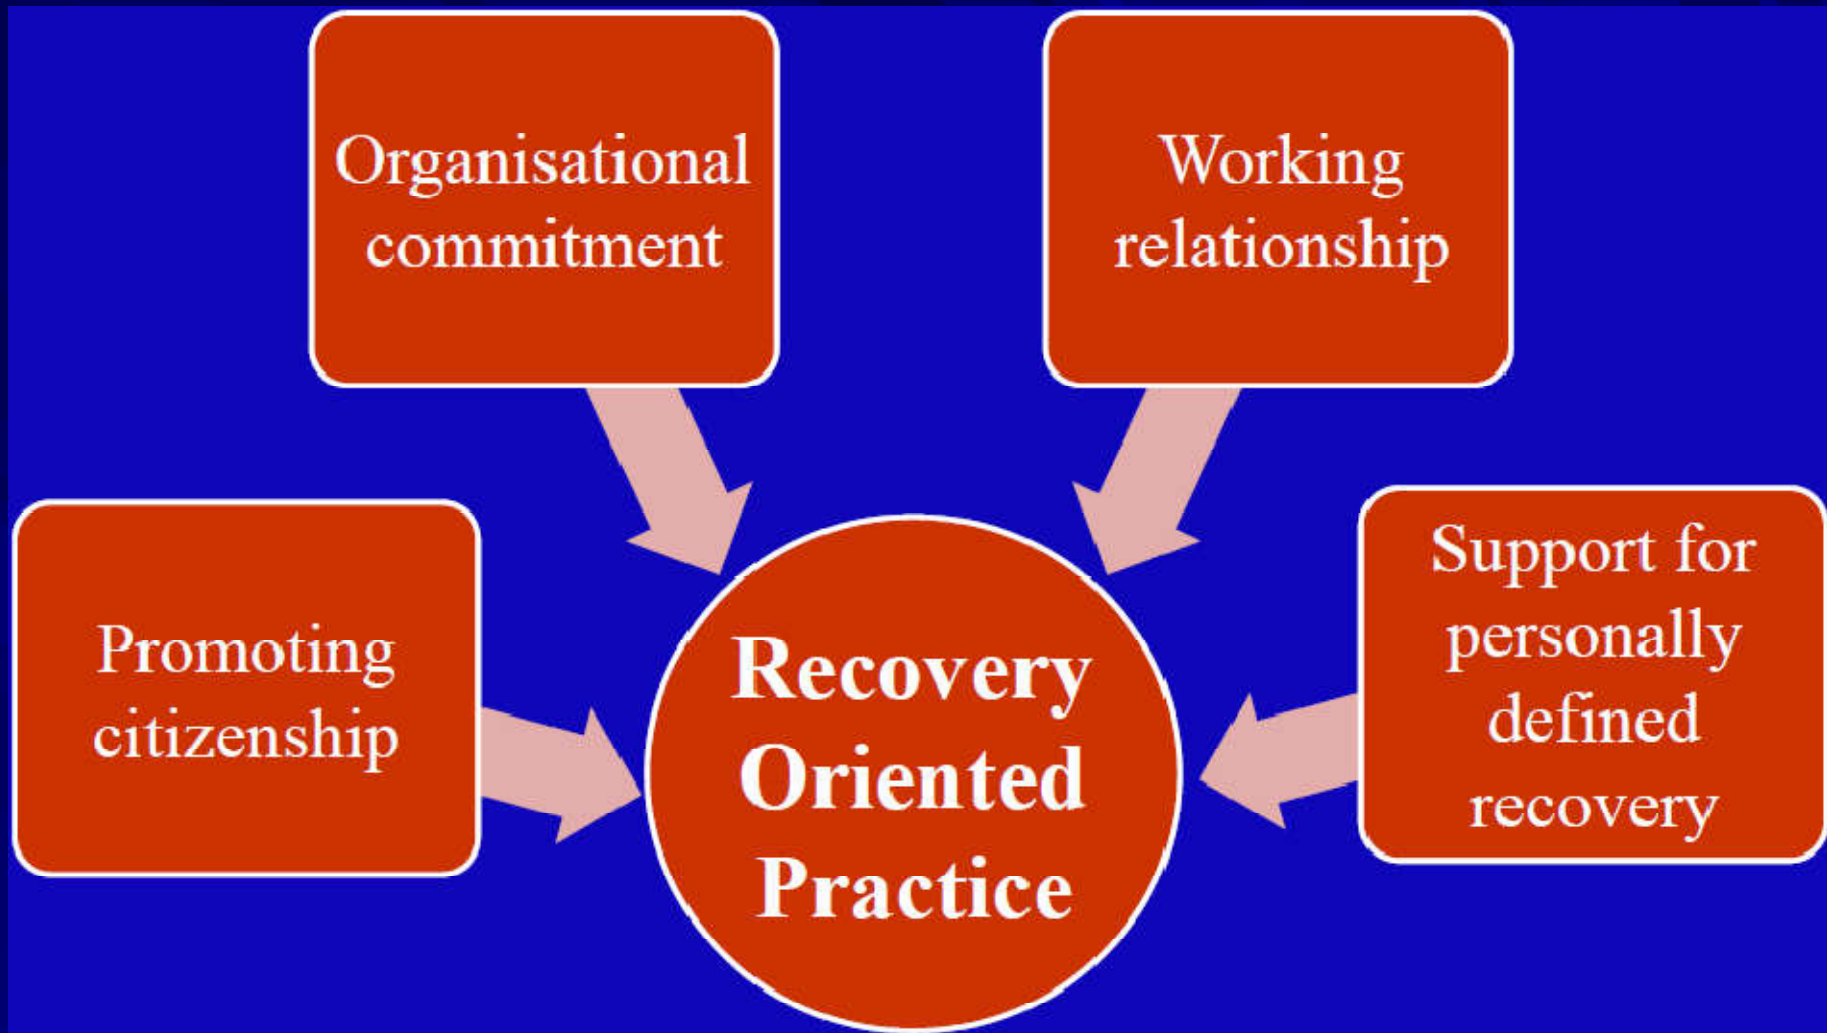 Organisational
commitment
Working
relationship
Promoting
citizenship
Support for
personally
defined
recovery
Recovery
Oriented
Practice